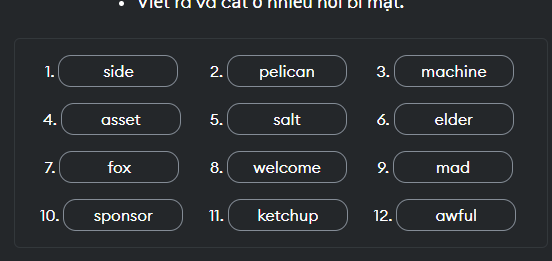 • Viết ra và cất ở nhiều nơi bí mật.
1. side 2. pelican 3. machine
4. asset 5. salt 6. elder
7. fox 8. welcome 9. mad
10. sponsor 11. ketchup 12. awful